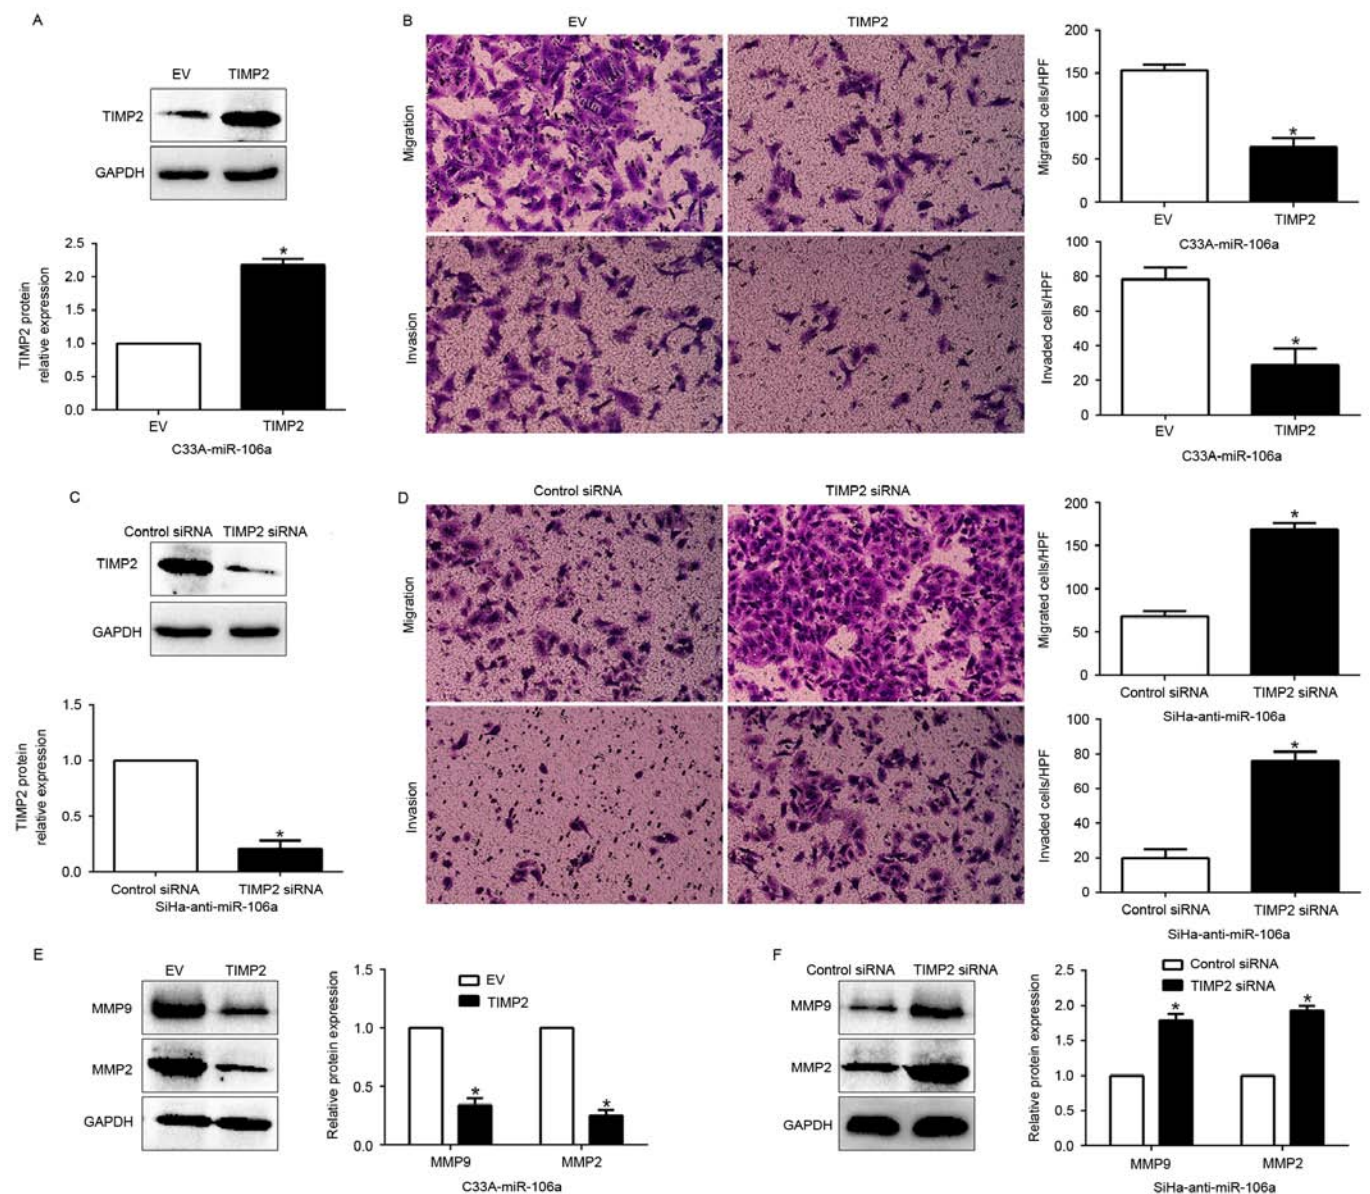 A
EV TIMP2
TIMP2
GAPDH
2.5
2.0
1.5
1.0
0.5
0.0
TIMP2 protein
relative expression
*
EV TIMP2
C33A-miR-106a
B
EV TIMP2
Migration
Invasion
200
150
100
50
0
Migrated cells/HPF
*
EV TIMP2
C33A-miR-106a
100
80
60
40
20
0
Invaded cells/HPF
*
EV TIMP2
C33A-miR-106a
C
Control siRNA TIMP2 siRNA
TIMP2
GAPDH
1.5
1.0
0.5
0.0
TIMP2 protein
relative expression
*
Control siRNA TIMP2 siRNA
SiHa-anti-miR-106a
D
Control siRNA TIMP2 siRNA
Migration
Invasion
200
150
100
50
0
Migrated cells/HPF
*
Control siRNA TIMP2 siRNA
SiHa-anti-miR-106a
100
80
60
40
20
0
Invaded cells/HPF
*
Control siRNA TIMP2 siRNA
SiHa-anti-miR-106a
E
EV TIMP2
MMP9
MMP2
GAPDH
1.5
1.0
0.5
0.0
Relative protein expression
EV
TIMP2
* *
MMP9 MMP2
C33A-miR-106a
F
Control siRNA TIMP2 siRNA
MMP9
MMP2
GAPDH
2.5
2.0
1.5
1.0
0.5
0.0
Relative protein expression
Control siRNA
TIMP2 siRNA
* *
MMP9 MMP2
SiHa-anti-miR-106a